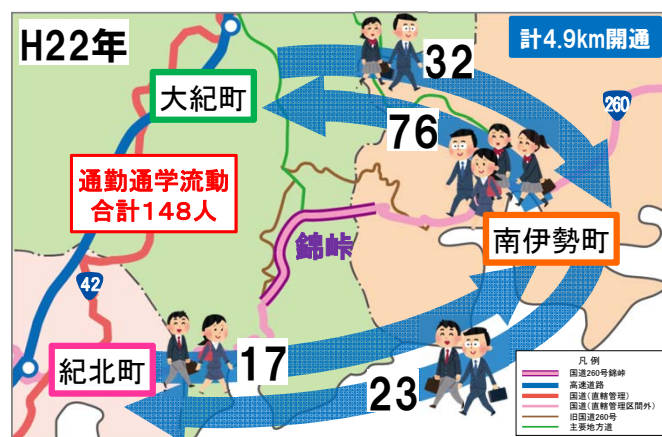 H22年
計4.9km開通
32
大紀町
260
76
通勤通学流動
合計148人
南伊勢町
錦峠
42
17
紀北町
23
凡 例
国道260号錦峠
高速道路
国道(直轄管理)
国道(直轄管理区間外)
旧国道260号
主要地方道